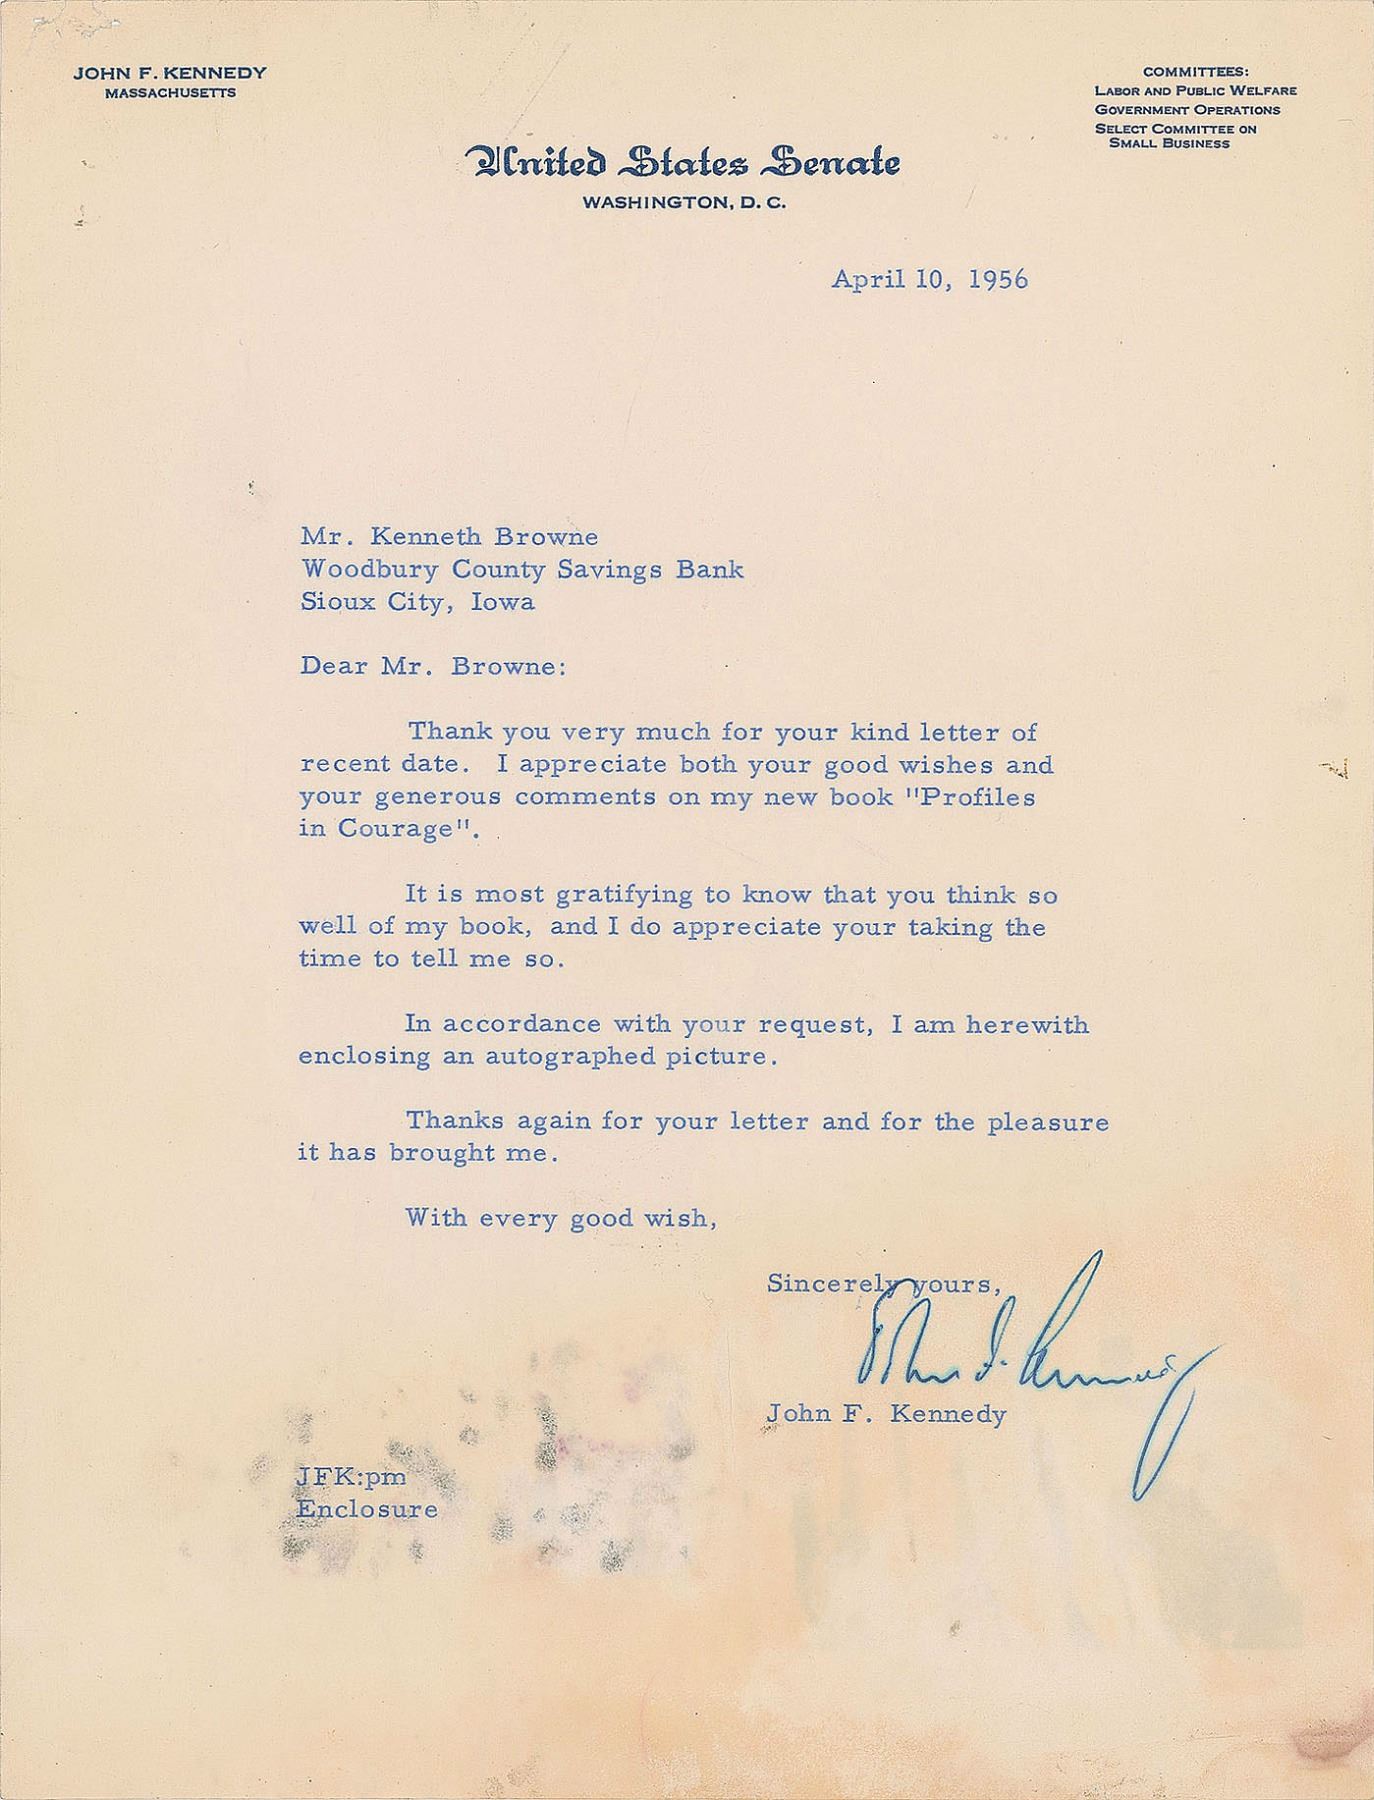 JOHN F. KENNEDY
MASSACHUSETTS
COMMITTEES:
LABOR AND PUBLIC WELFARE
GOVERNMENT OPERATIONS
SELECT COMMITTEE ON
SMALL BUSINESS
United States Senate
WASHINGTON, D. C.
April 10, 1956
Mr. Kenneth Browne
Woodbury County Savings Bank
Sioux City, Iowa
Dear Mr. Browne:
Thank you very much for your kind letter of
recent date. I appreciate both your good wishes and
your generous comments on my new book "Profiles
in Courage".
It is most gratifying to know that you think so
well of my book, and I do appreciate your taking the
time to tell me so.
In accordance with your request, I am herewith
enclosing an autographed picture.
Thanks again for your letter and for the pleasure
it has brought me.
With every good wish,
Sincerely yours,
John F. Kennedy
John F. Kennedy
JFK:pm
Enclosure